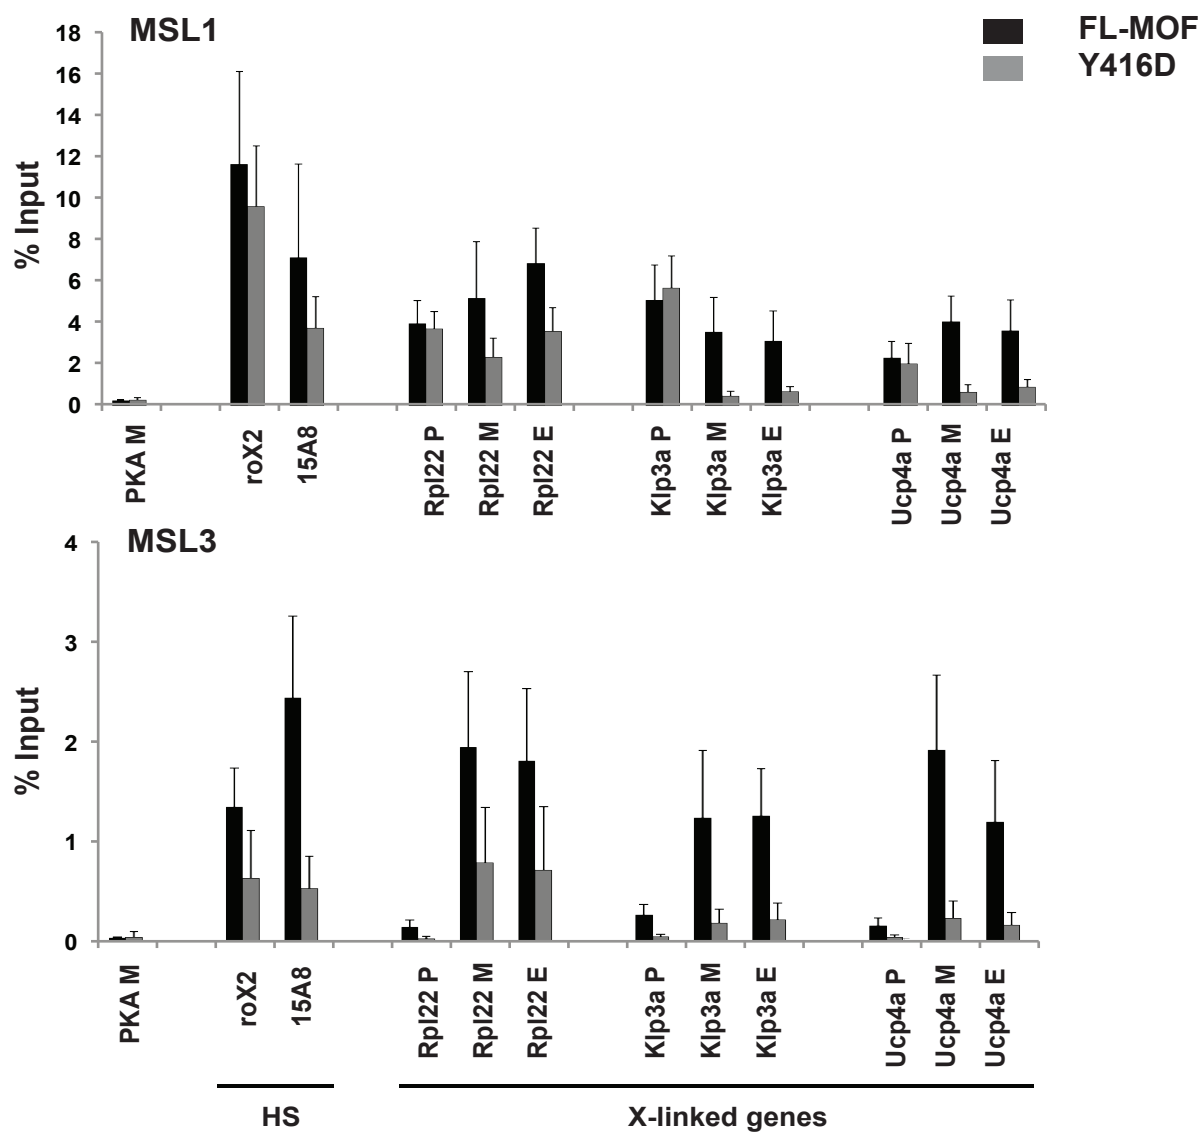 MSL1
FL-MOF
Y416D
% Input
18
16
14
12
10
8
6
4
2
0
PKA M
roX2
15A8
Rpl22 P
Rpl22 M
Rpl22 E
Klp3a P
Klp3a M
Klp3a E
Ucp4a P
Ucp4a M
Ucp4a E
MSL3
% Input
4
3
2
1
0
PKA M
roX2
15A8
Rpl22 P
Rpl22 M
Rpl22 E
Klp3a P
Klp3a M
Klp3a E
Ucp4a P
Ucp4a M
Ucp4a E
HS
X-linked genes